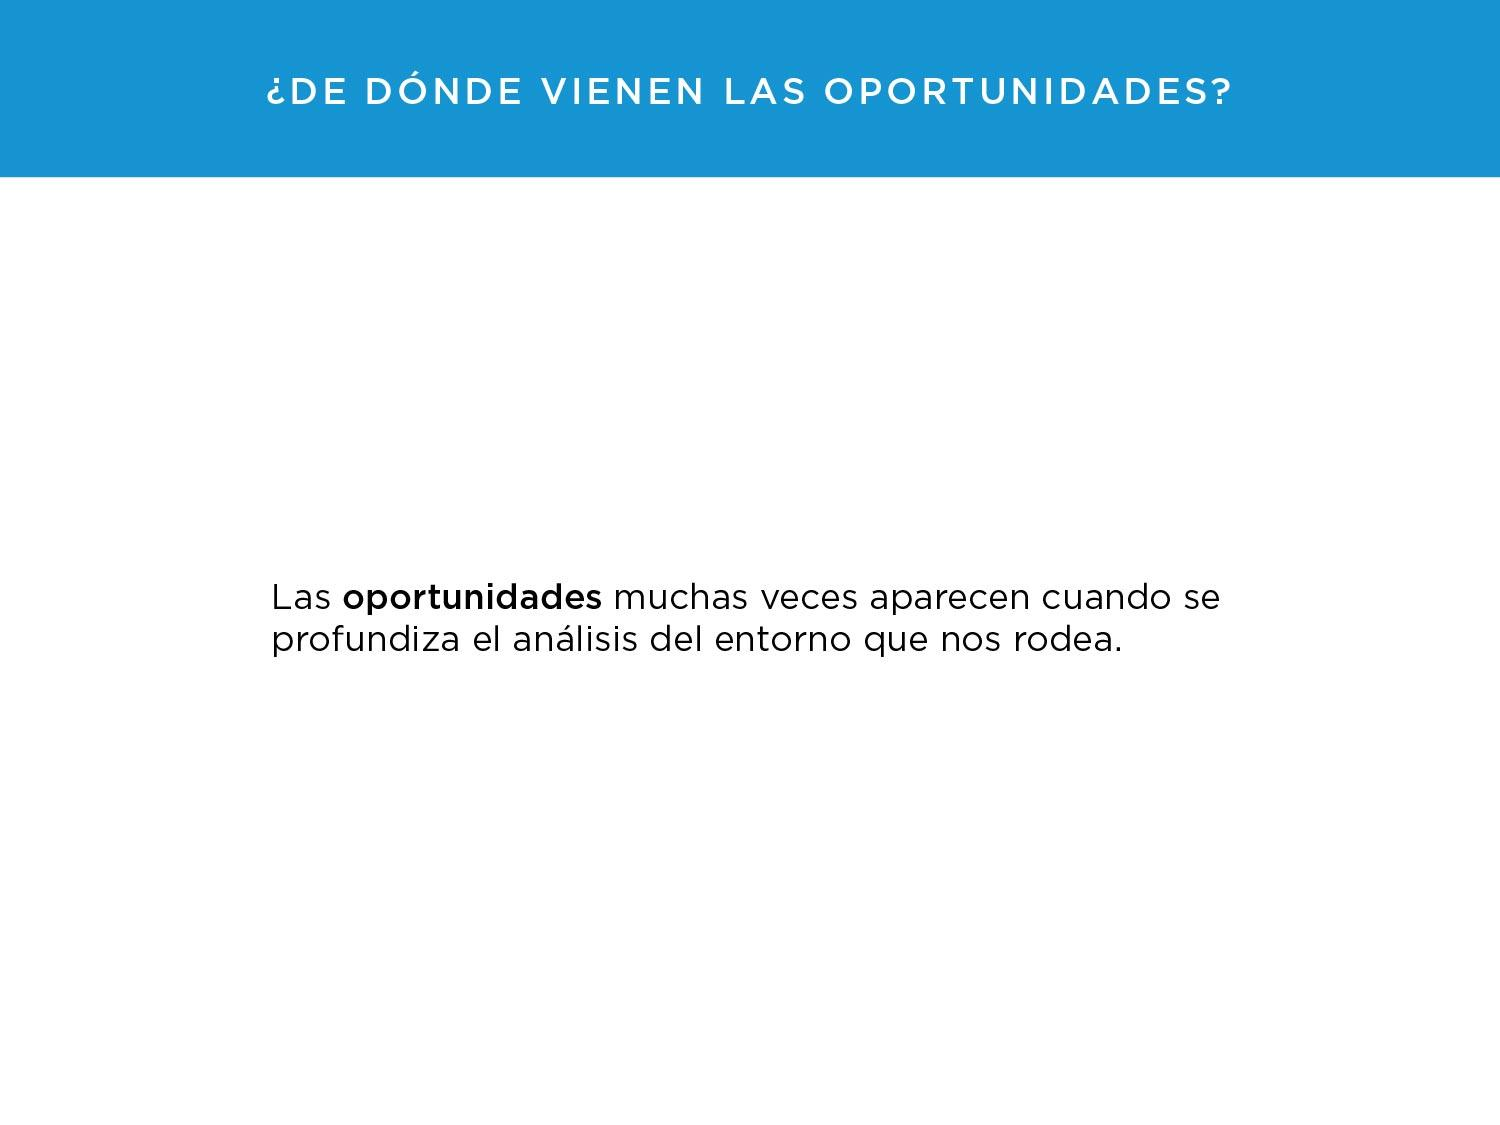 ¿DE DÓNDE VIENEN LAS OPORTUNIDADES?
Las oportunidades muchas veces aparecen cuando se
profundiza el análisis del entorno que nos rodea.